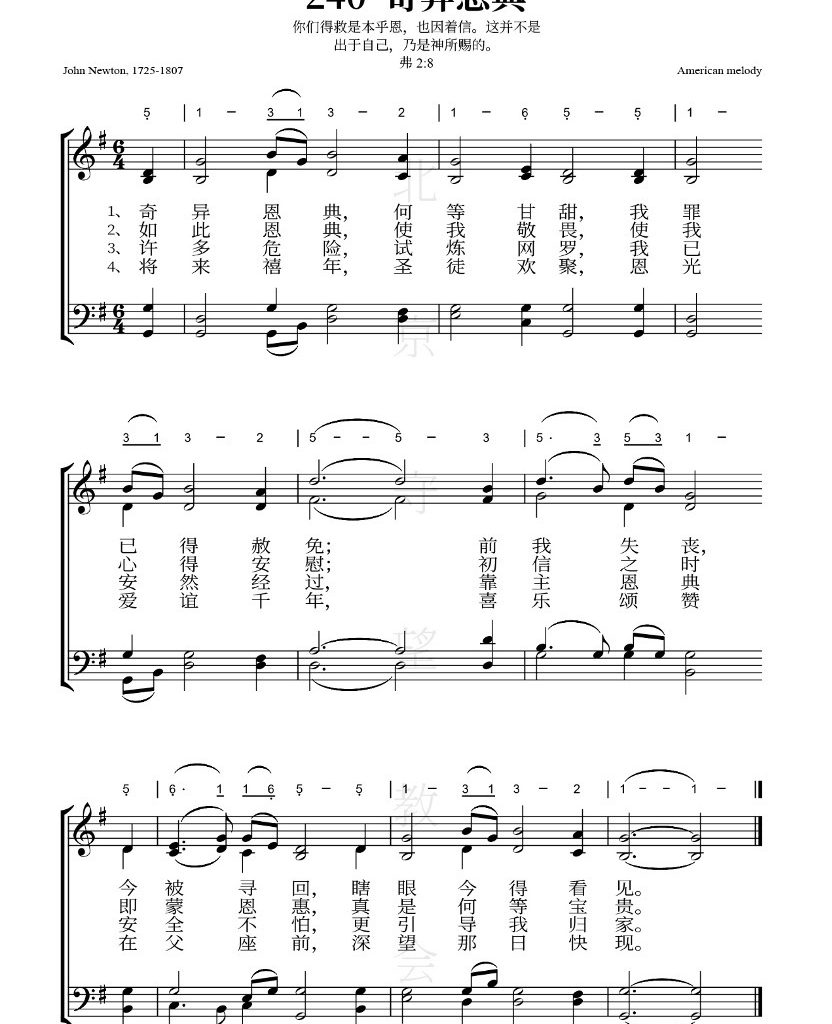 240 奇异恩典
你们得救是本乎恩，也因着信。这并不是
出于自己，乃是神所赐的。
弗 2:8
John Newton, 1725-1807
American melody
5 | 1 – 3 1 3 – 2 | 1 – 6 5 – 5 | 1 –
6 4
1、奇 异 恩 典，何 等 甘 甜，我 罪
2、如 此 恩 典，使 我 敬 畏，使 我
3、许 多 危 险，试 炼 网 罗，我 已
4、将 来 禧 年，圣 徒 欢 聚，恩 光
6 4
3 1 3 – 2 | 5 – – 5 – 3 | 5· 3 5 3 1 –
已 得 赦 免；前 我 失 丧，
心 得 安 慰；初 信 之 时
安 然 经 过，靠 主 恩 典
爱 谊 千 年，喜 乐 颂 赞
5 | 6· 1 1 6 5 – 5 | 1 – 3 1 3 – 2 | 1 – – 1 –
今 被 寻 回，瞎 眼 今 得 看 见。
即 蒙 恩 惠，真 是 何 等 宝 贵。
安 全 不 怕，更 引 导 我 归 家。
在 父 座 前，深 望 那 日 快 现。
北京守望教会